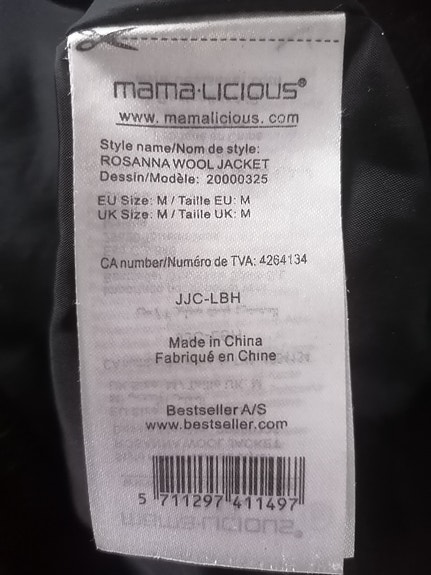 mama•licious®
www. mamalicious. com
Style name/Nom de style:
ROSANNA WOOL JACKET
Dessin/Modèle: 20000325
EU Size: M / Taille EU: M
UK Size: M / Taille UK: M
CA number/Numéro de TVA: 4264134
JJC-LBH
Made in China
Fabriqué en Chine
Bestseller A/S
www.bestseller.com
5 711297 411497